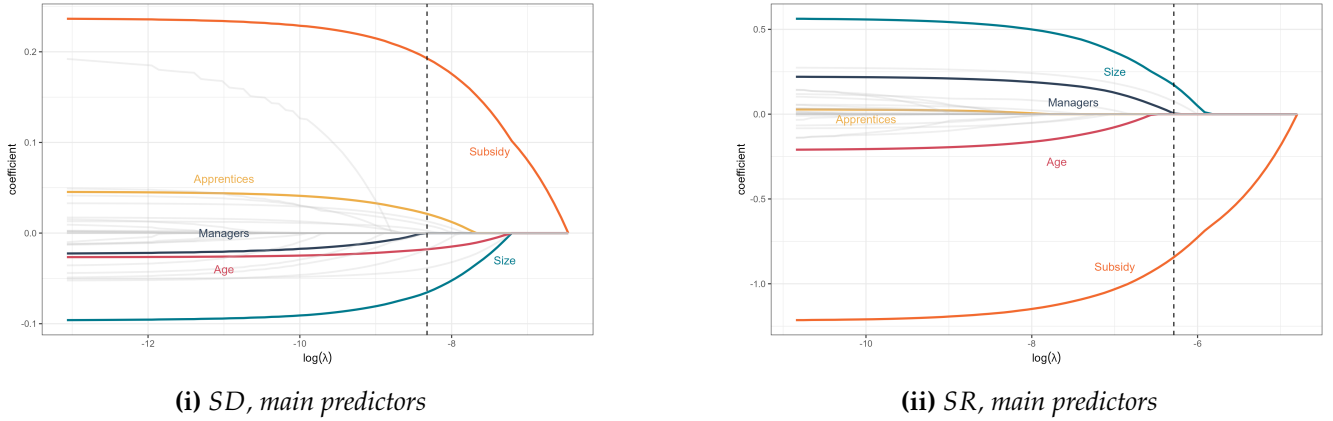 0.2
0.1
0.0
-0.1
coefficient
Subsidy
Apprentices
Managers
Age
Size
-12
-10
-8
log(λ)
(i) SD, main predictors
0.5
0.0
-0.5
-1.0
coefficient
Size
Managers
Apprentices
Age
Subsidy
-10
-8
-6
log(λ)
(ii) SR, main predictors